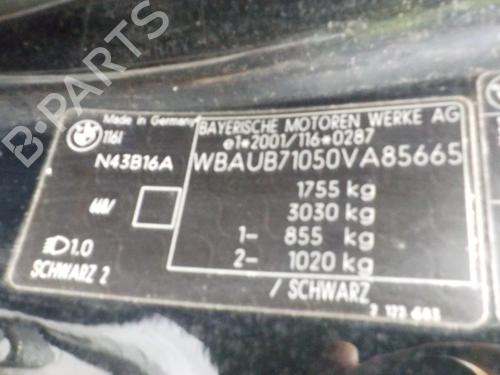 B-PARTS
Made in Germany
116I
BAYERISCHE MOTOREN WERKE AG
e1*2001/116*0287
N43B16A
WBAUB71050VA85665
1755 kg
3030 kg
1- 855 kg
2- 1020 kg
1.0
SCHWARZ 2
/ SCHWARZ